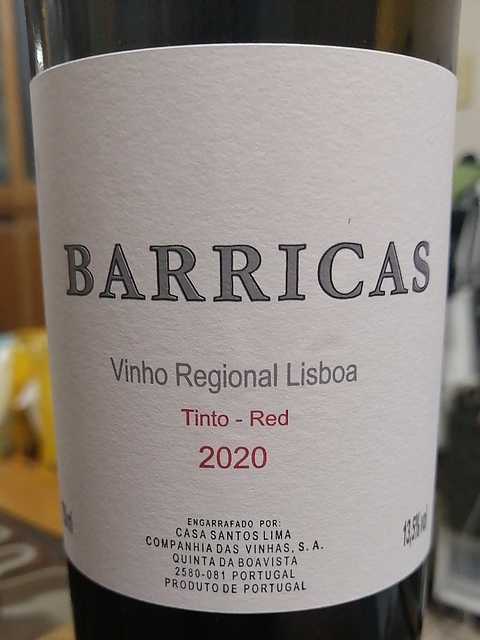 BARRICAS
Vinho Regional Lisboa
Tinto - Red
2020
ENGARRAFADO POR:
CASA SANTOS LIMA
COMPANHIA DAS VINHAS, S.A.
QUINTA DA BOAVISTA
2580-081 PORTUGAL
PRODUTO DE PORTUGAL
13,5% vol